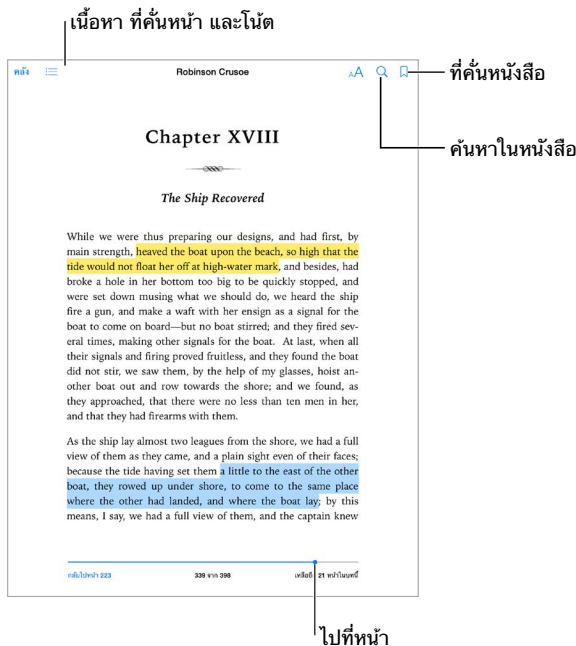 เนื้อหา ที่คั่นหน้า และโน้ต
คลัง
Robinson Crusoe
AA
ที่คั่นหนังสือ
ค้นหาในหนังสือ
Chapter XVIII
The Ship Recovered
While we were thus preparing our designs, and had first, by
main strength, heaved the boat upon the beach, so high that the
tide would not float her off at high-water mark, and besides, had
broke a hole in her bottom too big to be quickly stopped, and
were set down musing what we should do, we heard the ship
fire a gun, and make a waft with her ensign as a signal for the
boat to come on board—but no boat stirred; and they fired sev-
eral times, making other signals for the boat. At last, when all
their signals and firing proved fruitless, and they found the boat
did not stir, we saw them, by the help of my glasses, hoist an-
other boat out and row towards the shore; and we found, as
they approached, that there were no less than ten men in her,
and that they had firearms with them.
As the ship lay almost two leagues from the shore, we had a full
view of them as they came, and a plain sight even of their faces;
because the tide having set them a little to the east of the other
boat, they rowed up under shore, to come to the same place
where the other had landed, and where the boat lay; by this
means, I say, we had a full view of them, and the captain knew
กลับไปหน้า 223
339 จาก 398
เหลืออีก 21 หน้าในบทนี้
ไปที่หน้า